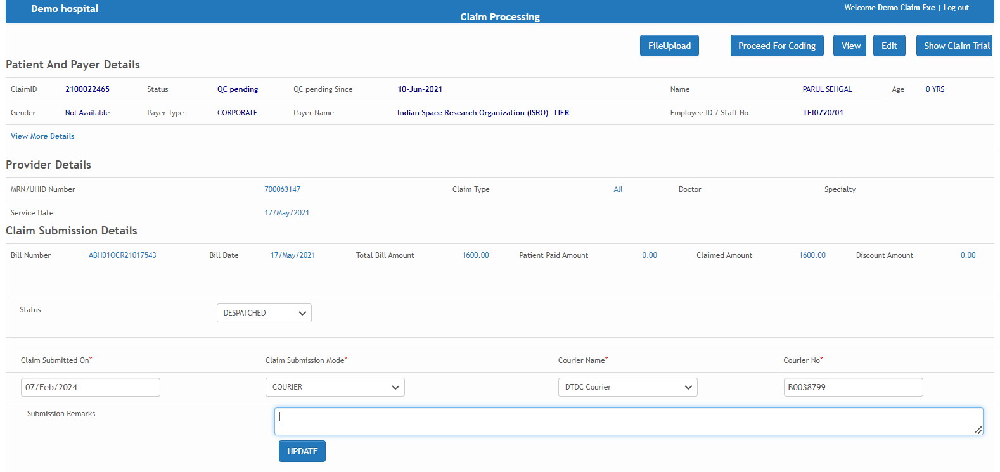 Demo hospital
Welcome Demo Claim Exe | Log out
Claim Processing
FileUpload Proceed For Coding View Edit Show Claim Trial
Patient And Payer Details
ClaimID 2100022465 Status QC pending QC pending Since 10-Jun-2021 Name PARUL SEHGAL Age 0 YRS
Gender Not Available Payer Type CORPORATE Payer Name Indian Space Research Organization (ISRO)- TIFR Employee ID / Staff No TFI0720/01
View More Details
Provider Details
MRN/UHID Number 700063147 Claim Type All Doctor Specialty
Service Date 17/May/2021
Claim Submission Details
Bill Number ABH01OCR21017543 Bill Date 17/May/2021 Total Bill Amount 1600.00 Patient Paid Amount 0.00 Claimed Amount 1600.00 Discount Amount 0.00
Status DESPATCHED
Claim Submitted On* Claim Submission Mode* Courier Name* Courier No*
07/Feb/2024 COURIER DTDC Courier B0038799
Submission Remarks
UPDATE